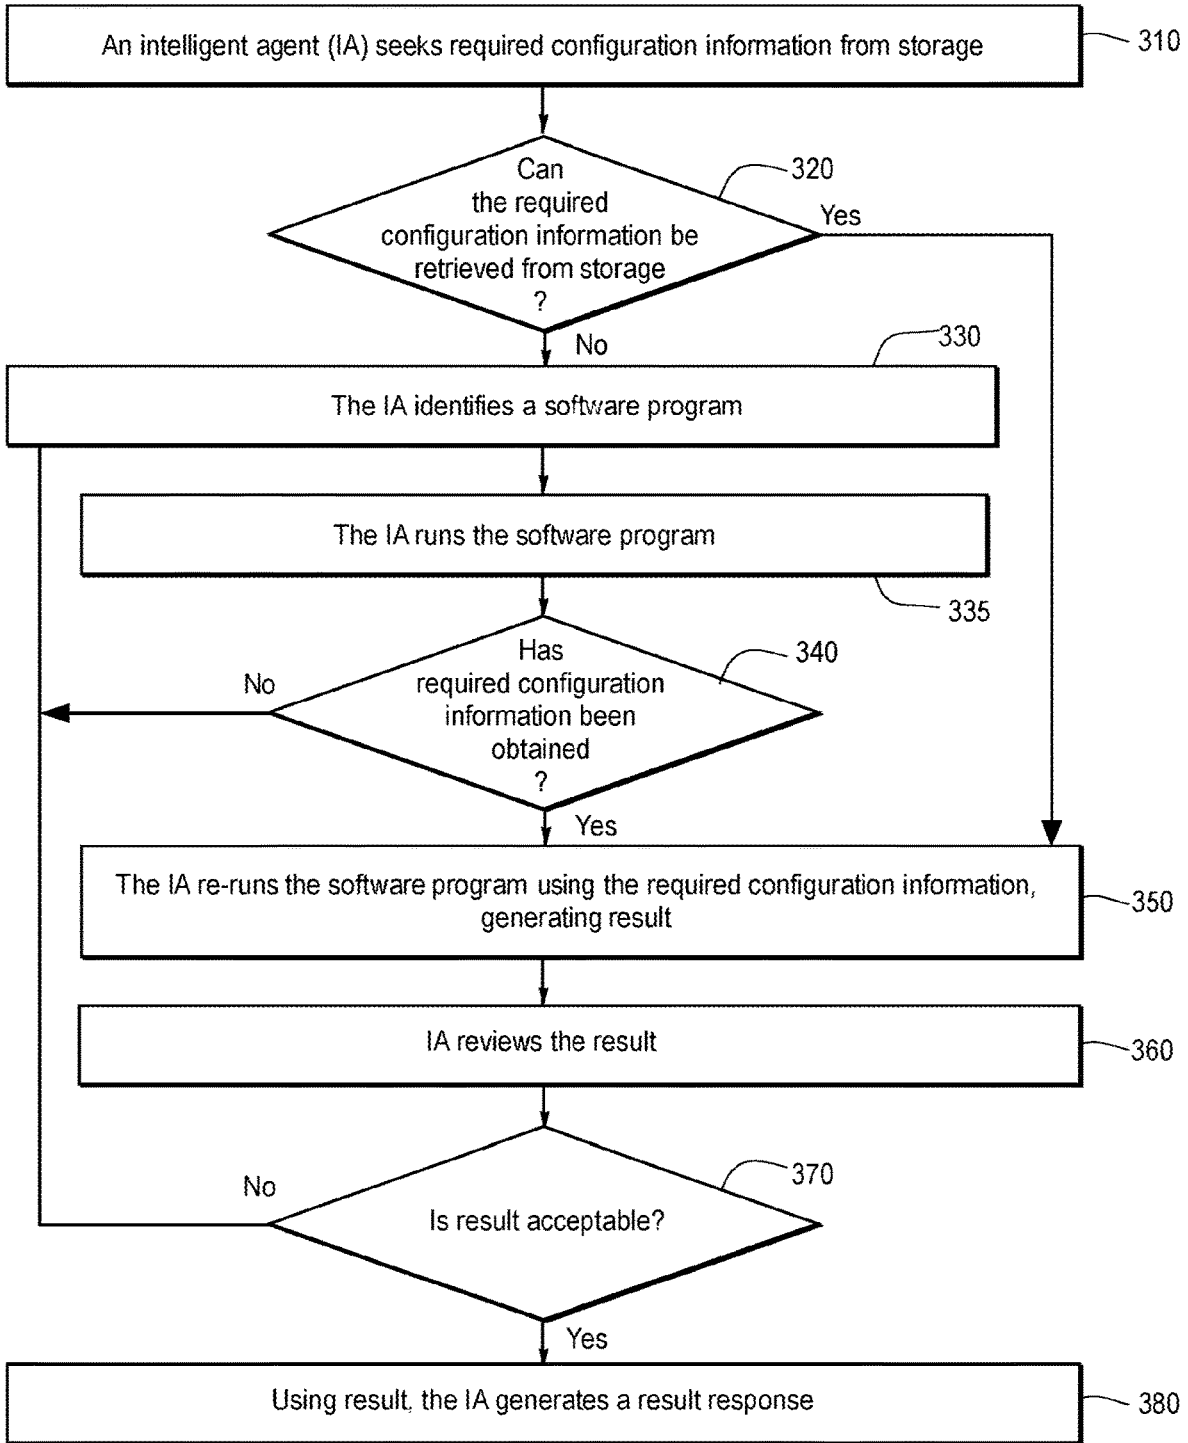 An intelligent agent (IA) seeks required configuration information from storage
310
Can
the required
configuration information be
retrieved from storage
?
320
Yes
No
330
The IA identifies a software program
The IA runs the software program
335
Has
required configuration
information been
obtained
?
340
No
Yes
The IA re-runs the software program using the required configuration information,
generating result
350
IA reviews the result
360
No
370
Is result acceptable?
Yes
Using result, the IA generates a result response
380